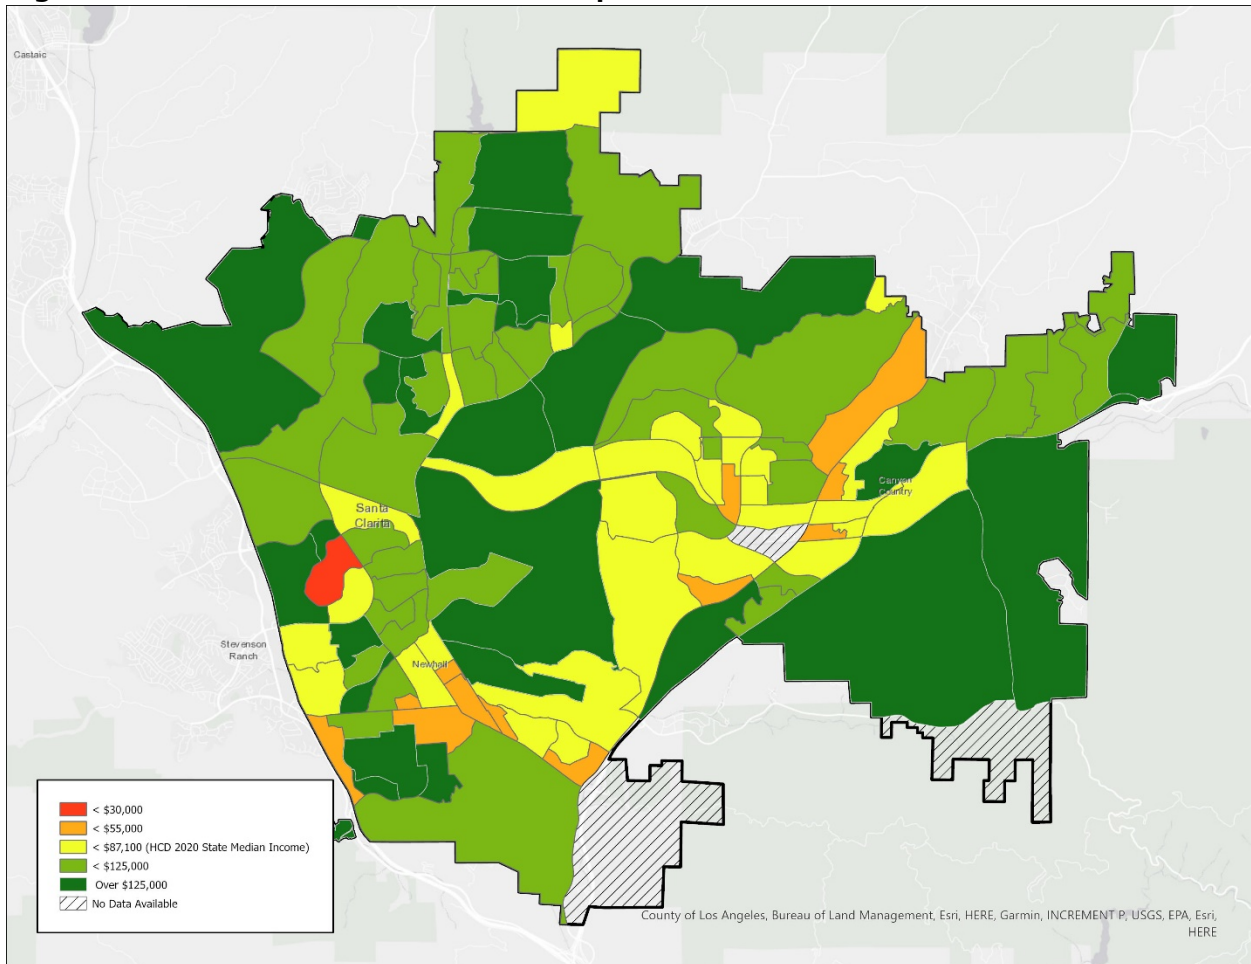 Castaic
Santa
Clarita
Canyon
Country
Stevenson
Ranch
Newhall
< $30,000
< $55,000
< $87,100 (HCD 2020 State Median Income)
< $125,000
Over $125,000
No Data Available
County of Los Angeles, Bureau of Land Management, Esri, HERE, Garmin, INCREMENT P, USGS, EPA, Esri,
HERE